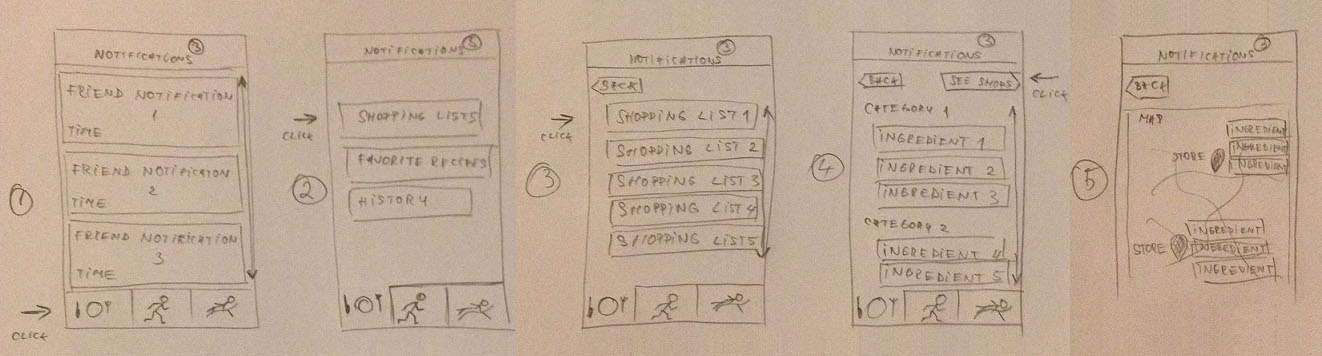 NOTIFICATIONS 3
FRIEND NOTIFICATION
1
TIME
FRIEND NOTIFICATION
2
TIME
FRIEND NOTIFICATION
3
TIME
1
CLICK
NOTIFICATIONS
SHOPPING LISTS
CLICK
FAVORITE
HISTORY
2
NOTIFICATIONS 3
BACK
SHOPPING LIST 1
CLICK
SHOPPING LIST 2
SHOPPING LIST 3
SHOPPING LIST 4
SHOPPING LIST 5
3
NOTIFICATIONS 3
BACK
SEE SHOPS
CLICK
CATEGORY 1
INGREDIENT 1
INGREDIENT 2
INGREDIENT 3
CATEGORY 2
INGREDIENT 4
INGREDIENT 5
4
NOTIFICATIONS
BACK
MAP
INGREDIENT
INGREDIENT
INGREDIENT
STORE
INGREDIENT
INGREDIENT
INGREDIENT
STORE
5